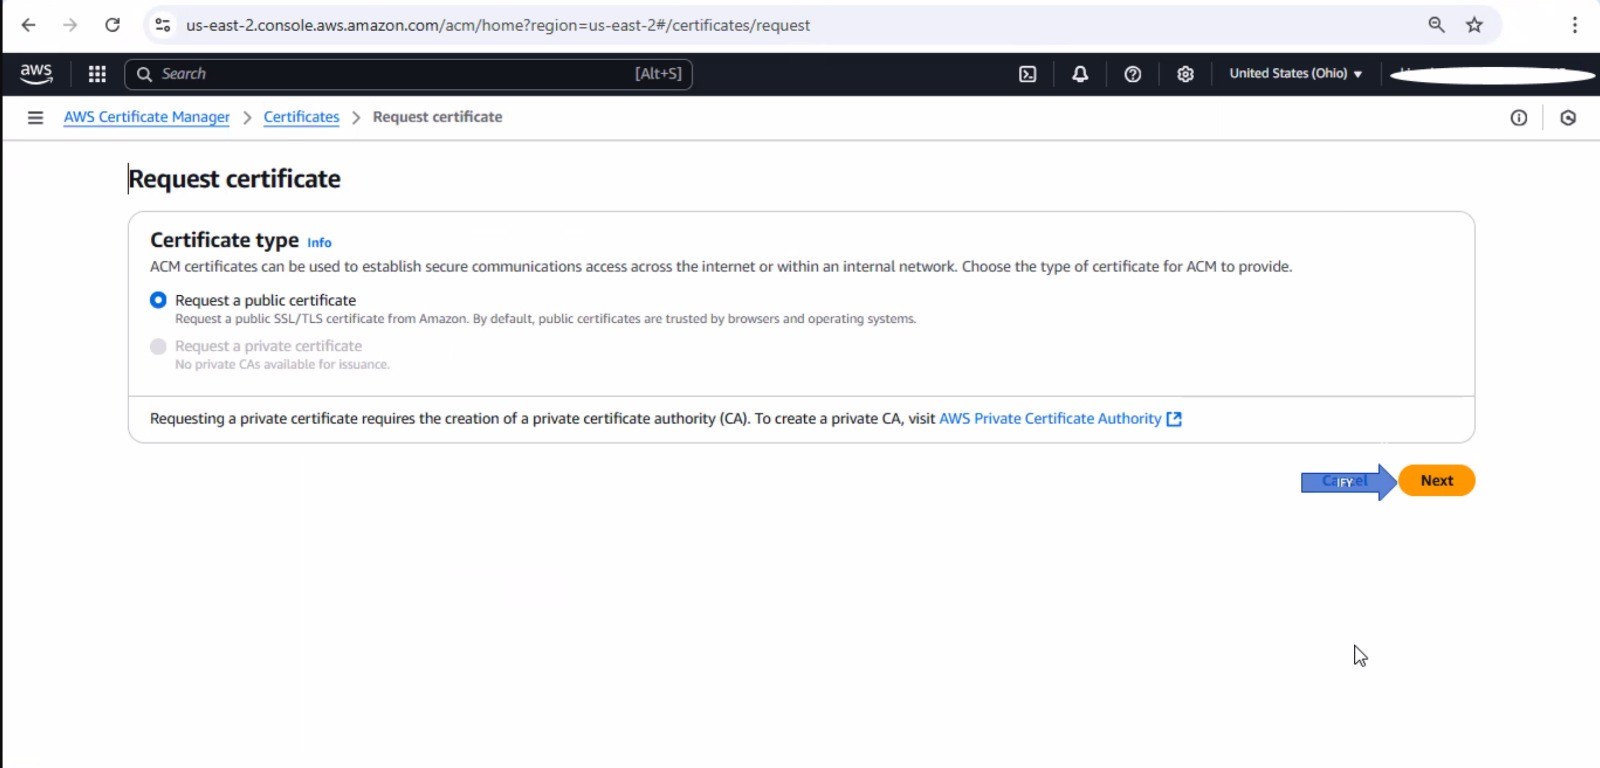 us-east-2.console.aws.amazon.com/acm/home?region=us-east-2#/certificates/request
aws Search [Alt+S] United States (Ohio)
AWS Certificate Manager > Certificates > Request certificate
Request certificate
Certificate type Info
ACM certificates can be used to establish secure communications access across the internet or within an internal network. Choose the type of certificate for ACM to provide.
Request a public certificate
Request a public SSL/TLS certificate from Amazon. By default, public certificates are trusted by browsers and operating systems.
Request a private certificate
No private CAs available for issuance.
Requesting a private certificate requires the creation of a private certificate authority (CA). To create a private CA, visit AWS Private Certificate Authority
IFY Next